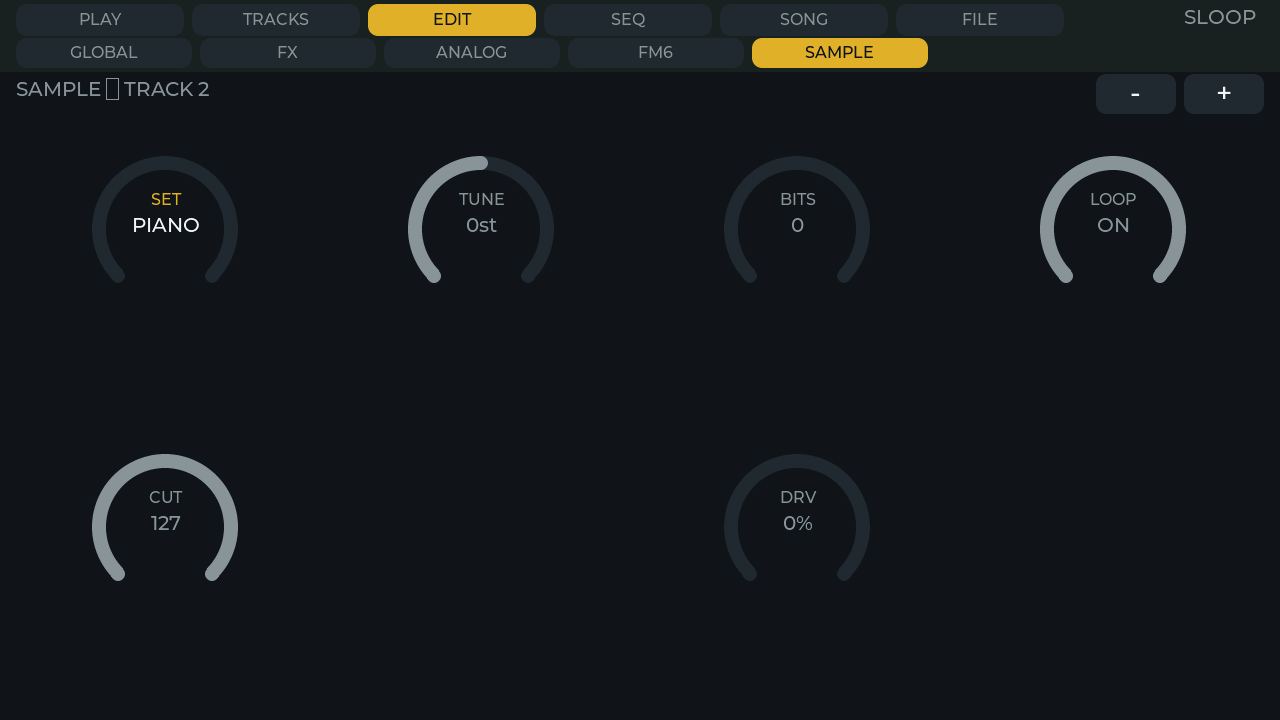 PLAY TRACKS EDIT SEQ SONG FILE SLOOP
GLOBAL FX ANALOG FM6 SAMPLE
SAMPLE TRACK 2 - +
SET TUNE BITS LOOP
PIANO 0st 0 ON
CUT DRV
127 0%